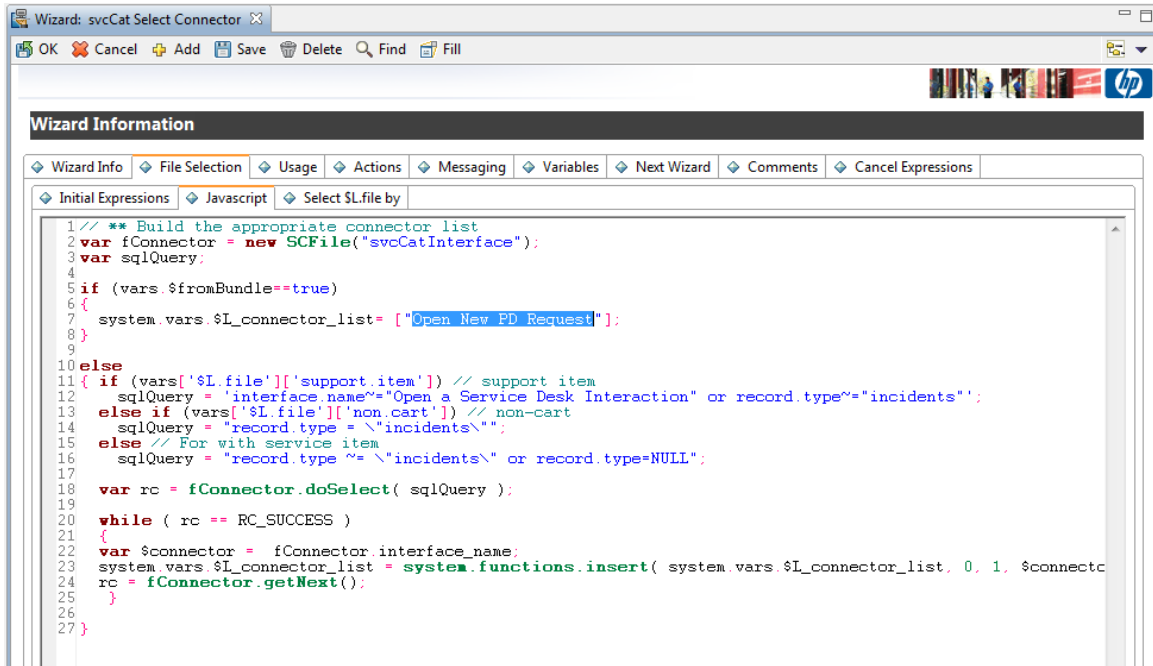 Wizard: svcCat Select Connector
OK Cancel Add Save Delete Find Fill
hp
Wizard Information
Wizard Info File Selection Usage Actions Messaging Variables Next Wizard Comments Cancel Expressions
Initial Expressions Javascript Select $L.file by
1 // ** Build the appropriate connector list
2 var fConnector = new SCFile("svcCatInterface");
3 var sqlQuery;
4
5 if (vars.$fromBundle==true)
6 {
7 system.vars.$L_connector_list= ["Open New PD Request"];
8 }
9
10 else
11 { if (vars['$L.file']['support.item']) // support item
12 sqlQuery = 'interface.name~="Open a Service Desk Interaction" or record.type~="incidents"';
13 else if (vars['$L.file']['non.cart']) // non-cart
14 sqlQuery = "record.type = \"incidents\"";
15 else // For with service item
16 sqlQuery = "record.type ~= \"incidents\" or record.type=NULL";
17
18 var rc = fConnector.doSelect( sqlQuery );
19
20 while ( rc == RC_SUCCESS )
21 {
22 var $connector = fConnector.interface_name;
23 system.vars.$L_connector_list = system.functions.insert( system.vars.$L_connector_list, 0, 1, $connectc
24 rc = fConnector.getNext();
25 }
26
27 }